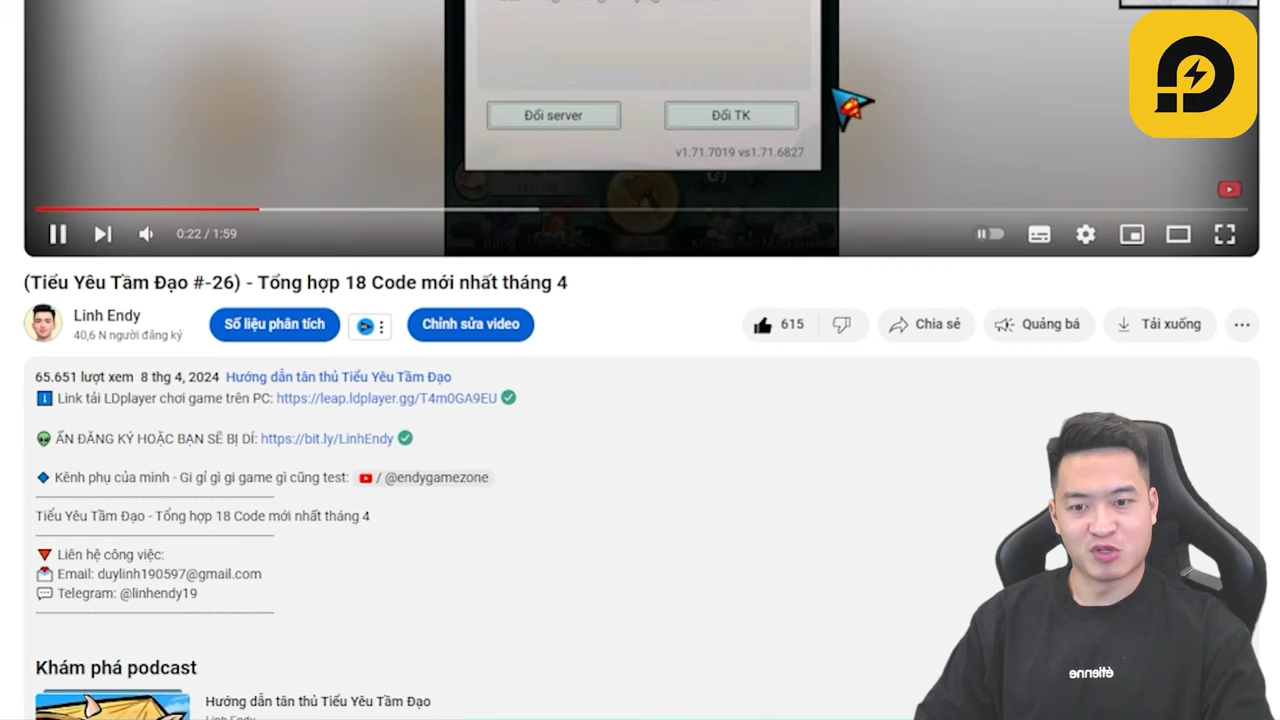 Đổi server
Đổi TK
v1.71.7019 vs1.71.6827
0:22 / 1:59
(Tiểu Yêu Tầm Đạo #-26) - Tổng hợp 18 Code mới nhất tháng 4
Linh Endy
40,6 N người đăng ký
Số liệu phân tích
Chỉnh sửa video
615
Chia sẻ
Quảng bá
Tải xuống
65.651 lượt xem 8 thg 4, 2024 Hướng dẫn tân thủ Tiểu Yêu Tầm Đạo
Link tải LDplayer chơi game trên PC: https://leap.ldplayer.gg/T4m0GA9EU
ẤN ĐĂNG KÝ HOẶC BẠN SẼ BỊ DÍ: https://bit.ly/LinhEndy
Kênh phụ của mình - Gi gỉ gì gi game gì cũng test: / @endygamezone
Tiểu Yêu Tầm Đạo - Tổng hợp 18 Code mới nhất tháng 4
Liên hệ công việc:
Email: duylinh190597@gmail.com
Telegram: @linhendy19
Khám phá podcast
Hướng dẫn tân thủ Tiểu Yêu Tầm Đạo
Linh Endy
étienne